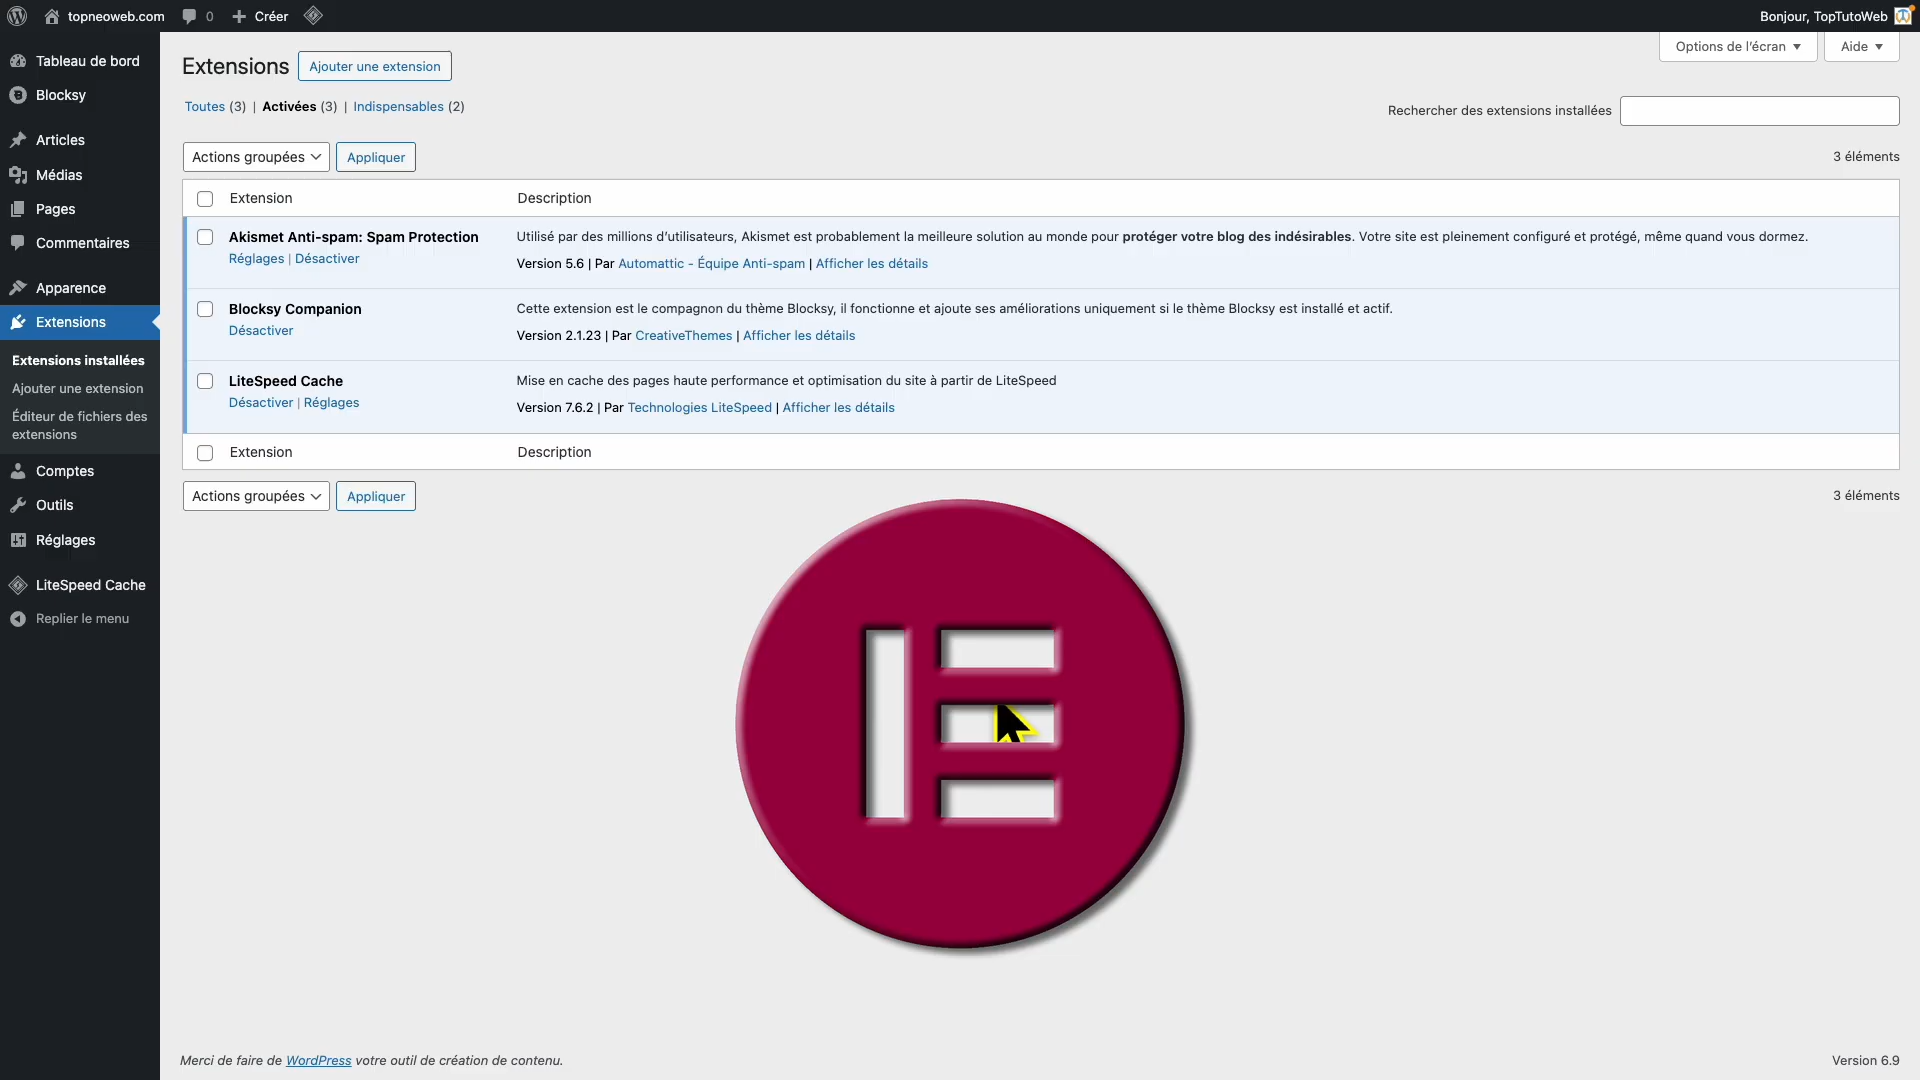 topneoweb.com 0 Créer Bonjour, TopTutoWeb
Tableau de bord
Blocksy
Articles
Médias
Pages
Commentaires
Apparence
Extensions
Extensions installées
Ajouter une extension
Éditeur de fichiers des
extensions
Comptes
Outils
Réglages
LiteSpeed Cache
Replier le menu
Options de l'écran Aide
Extensions Ajouter une extension
Toutes (3) | Activées (3) | Indispensables (2)
Rechercher des extensions installées
Actions groupées Appliquer 3 éléments
Extension Description
Akismet Anti-spam: Spam Protection
Réglages | Désactiver
Utilisé par des millions d'utilisateurs, Akismet est probablement la meilleure solution au monde pour protéger votre blog des indésirables. Votre site est pleinement configuré et protégé, même quand vous dormez.
Version 5.6 | Par Automattic - Équipe Anti-spam | Afficher les détails
Blocksy Companion
Désactiver
Cette extension est le compagnon du thème Blocksy, il fonctionne et ajoute ses améliorations uniquement si le thème Blocksy est installé et actif.
Version 2.1.23 | Par CreativeThemes | Afficher les détails
LiteSpeed Cache
Désactiver | Réglages
Mise en cache des pages haute performance et optimisation du site à partir de LiteSpeed
Version 7.6.2 | Par Technologies LiteSpeed | Afficher les détails
Extension Description
Actions groupées Appliquer 3 éléments
Merci de faire de WordPress votre outil de création de contenu. Version 6.9